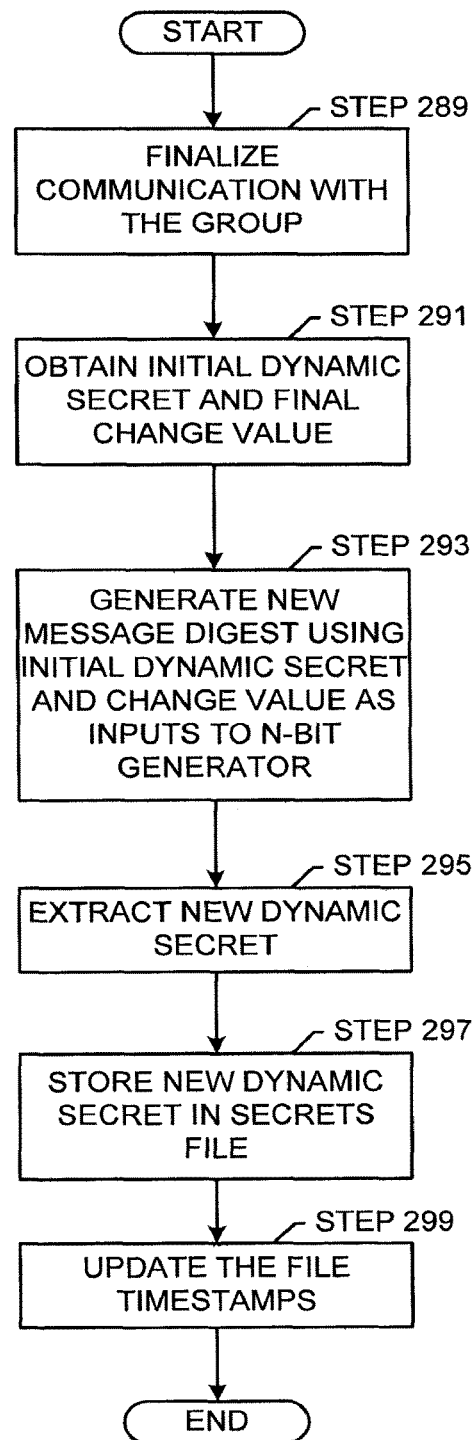 START
STEP 289
FINALIZE
COMMUNICATION WITH
THE GROUP
STEP 291
OBTAIN INITIAL DYNAMIC
SECRET AND FINAL
CHANGE VALUE
STEP 293
GENERATE NEW
MESSAGE DIGEST USING
INITIAL DYNAMIC SECRET
AND CHANGE VALUE AS
INPUTS TO N-BIT
GENERATOR
STEP 295
EXTRACT NEW DYNAMIC
SECRET
STEP 297
STORE NEW DYNAMIC
SECRET IN SECRETS
FILE
STEP 299
UPDATE THE FILE
TIMESTAMPS
END